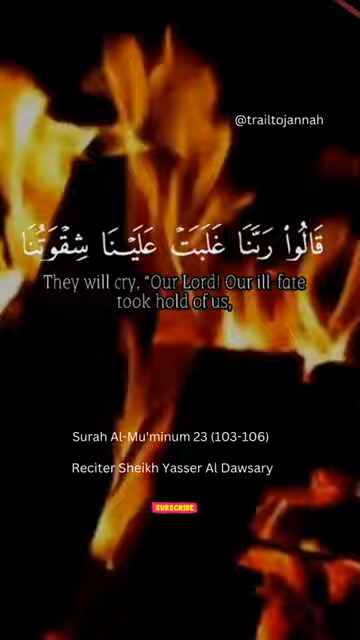 @trailtojannah
قَالُوا۟ رَبَّنَا غَلَبَتْ عَلَيْنَا شِقْوَتُنَا
They will cry, “Our Lord! Our ill-fate
took hold of us,
Surah Al-Mu'minum 23 (103-106)
Reciter Sheikh Yasser Al Dawsary
SUBSCRIBE